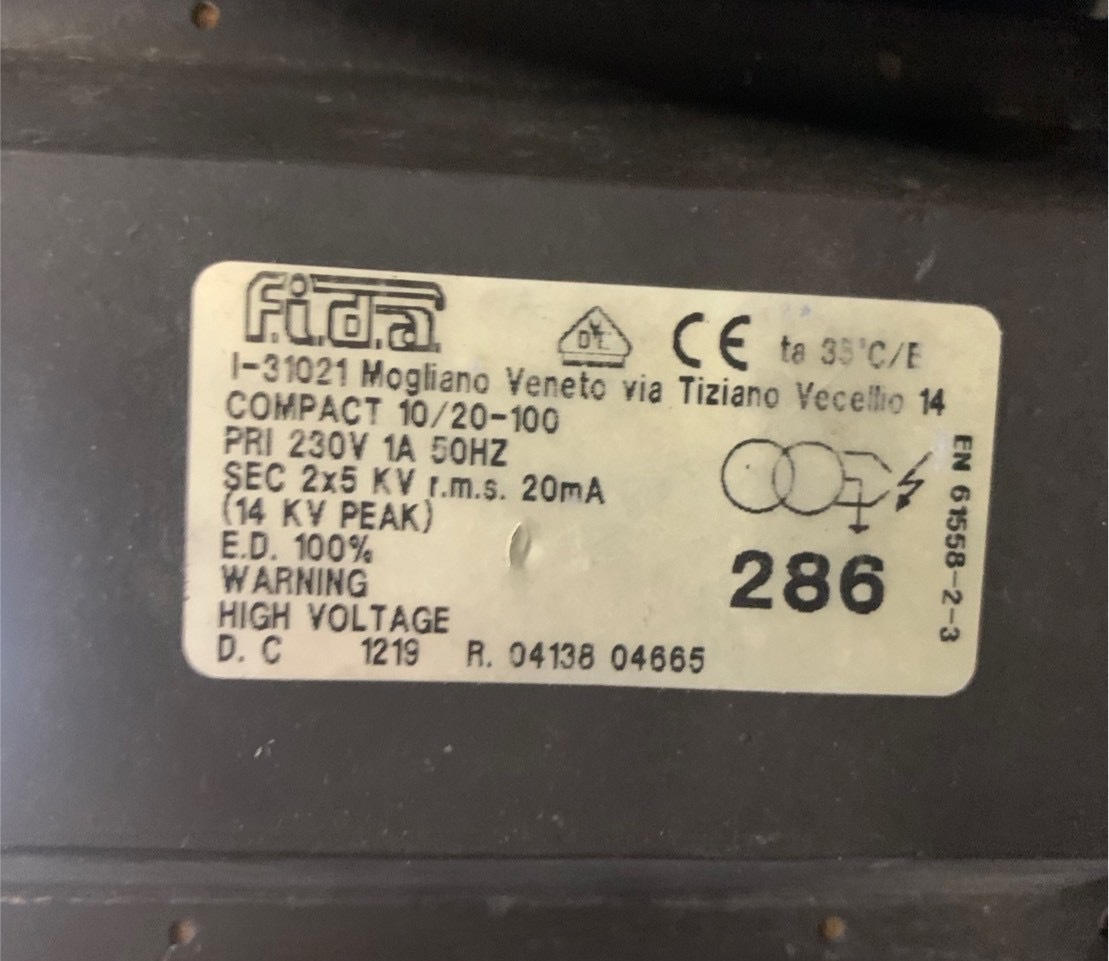 f.i.d.a.
CE ta 35°C/E
I-31021 Mogliano Veneto via Tiziano Vecellio 14
COMPACT 10/20-100
PRI 230V 1A 50HZ
SEC 2x5 KV r.m.s. 20mA
(14 KV PEAK)
E.D. 100%
WARNING
HIGH VOLTAGE
D. C 1219 R. 04138 04665
286
EN 61558-2-3